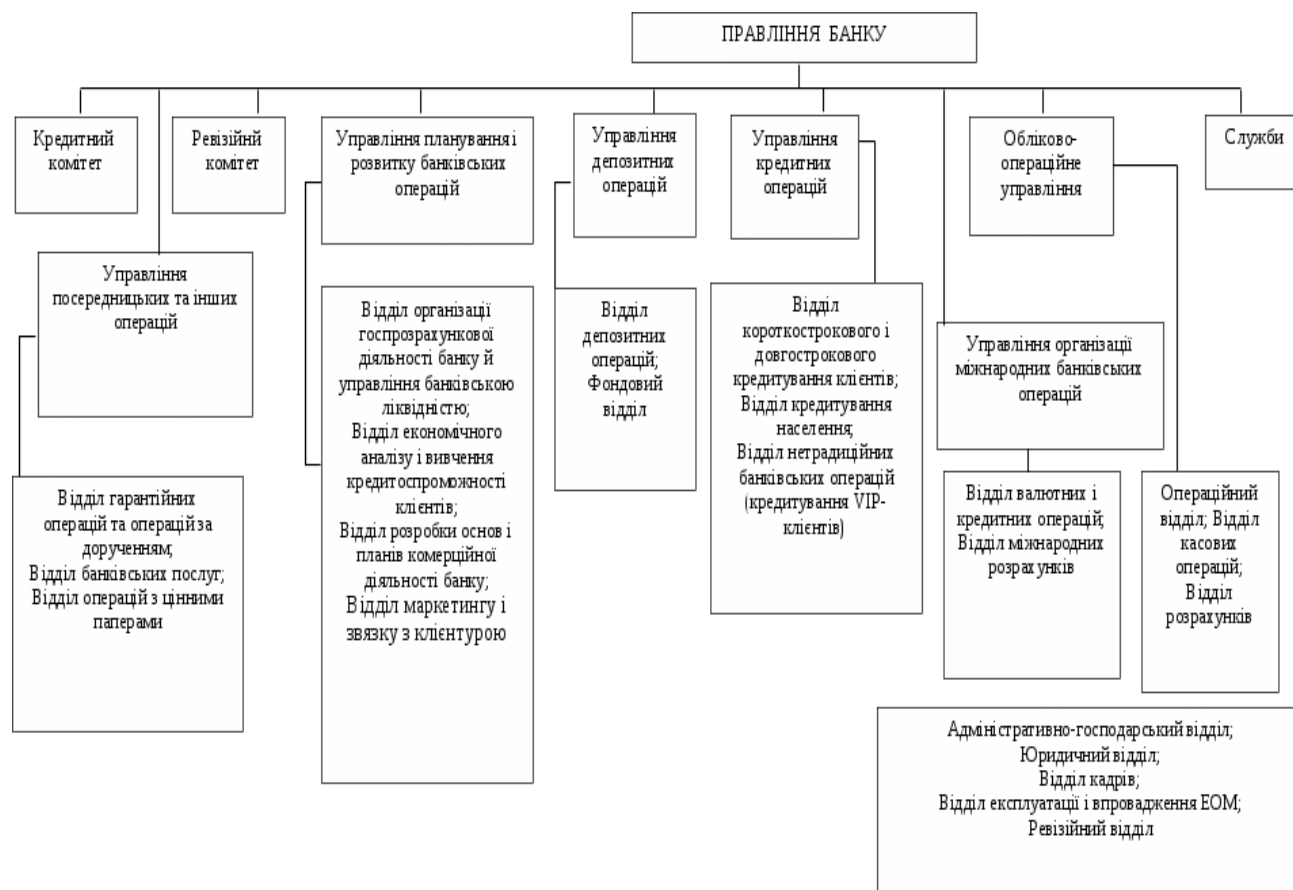 ПРАВЛІННЯ БАНКУ
Кредитний
комітет
Ревізійнй
комітет
Управління планування і
розвитку банківських
операцій
Управління
депозитних
операцій
Управління
кредитних
операцій
Обліково-
операційне
управління
Служби
Управління
посередницьких та інших
операцій
Відділ організації
госпрозрахункової
діяльності банку й
управління банківською
ліквідністю;
Відділ економічного
аналізу і вивчення
кредитоспроможності
клієнтів;
Відділ розробки основ і
планів комерційної
діяльності банку;
Відділ маркетингу і
звязку з клієнтурою
Відділ
депозитних
операцій;
Фондовий
відділ
Відділ
короткострокового і
довгострокового
кредитування клієнтів;
Відділ кредитування
населення;
Відділ нетрадиційних
банківських операцій
(кредитування VIP-
клієнтів)
Управління організації
міжнародних банківських
операцій
Відділ гарантійних
операцій та операцій за
дорученням;
Відділ банківських послуг;
Відділ операцій з цінними
паперами
Відділ валютних і
кредитних операцій;
Відділ міжнародних
розрахунків
Операційний
відділ; Відділ
касових
операцій;
Відділ
розрахунків
Адміністративно-господарський відділ;
Юридичний відділ;
Відділ кадрів;
Відділ експлуатації і впровадження ЕОМ;
Ревізійний відділ